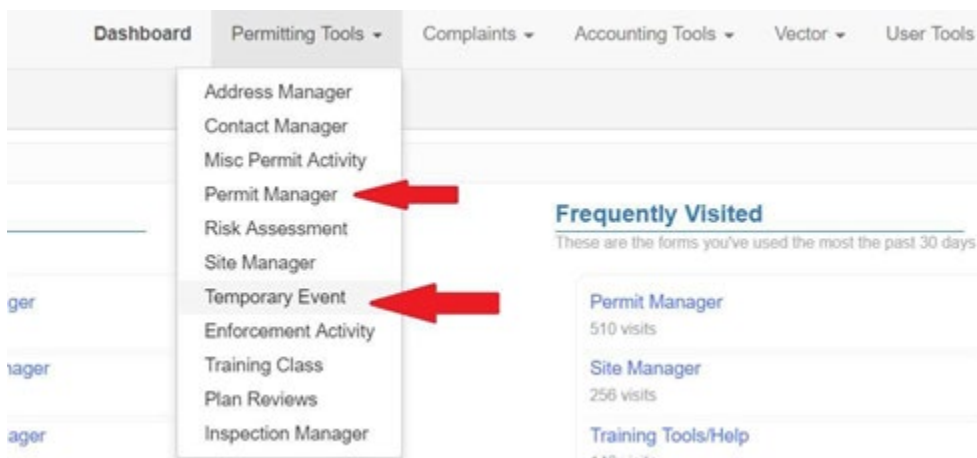 Dashboard Permitting Tools Complaints Accounting Tools Vector User Tools
Address Manager
Contact Manager
Misc Permit Activity
Permit Manager
Risk Assessment
Site Manager
Temporary Event
Enforcement Activity
Training Class
Plan Reviews
Inspection Manager
ger
nager
ager
Frequently Visited
These are the forms you've used the most the past 30 days
Permit Manager
510 visits
Site Manager
256 visits
Training Tools/Help